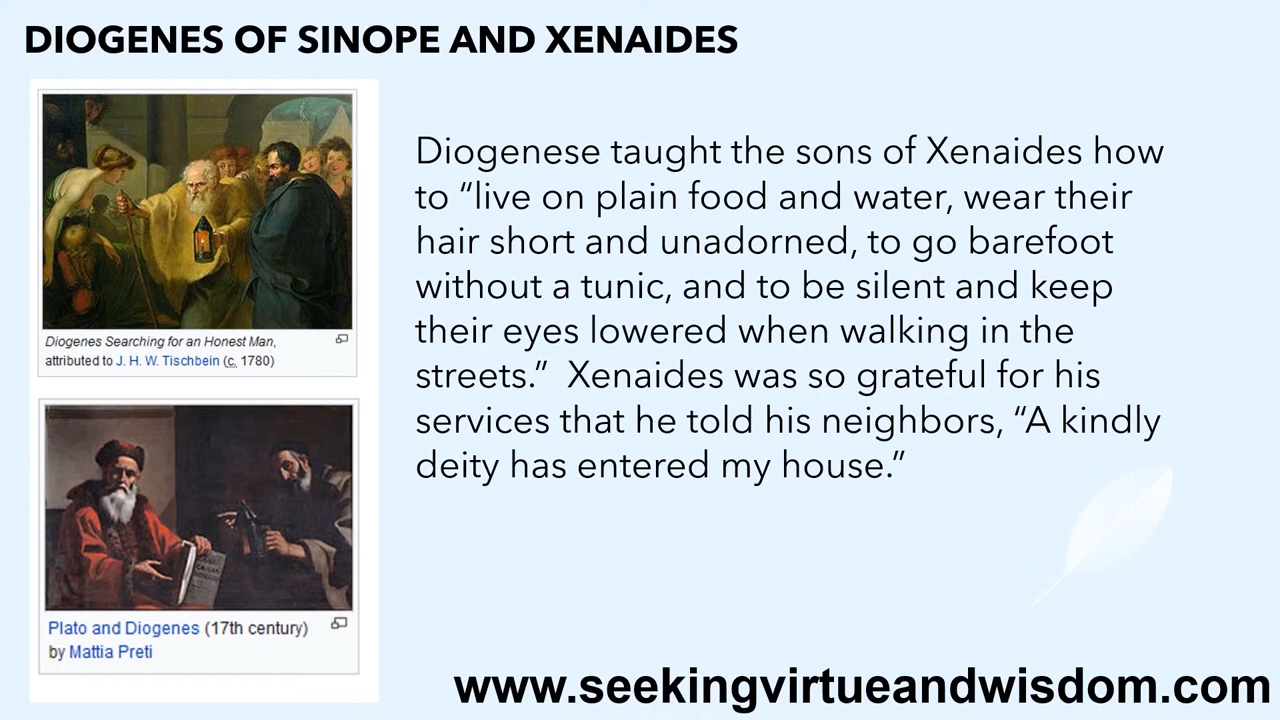 DIOGENES OF SINOPE AND XENAIDES
Diogenes Searching for an Honest Man,
attributed to J. H. W. Tischbein (c. 1780)
Plato and Diogenes (17th century)
by Mattia Preti
Diogenese taught the sons of Xenaides how
to “live on plain food and water, wear their
hair short and unadorned, to go barefoot
without a tunic, and to be silent and keep
their eyes lowered when walking in the
streets.”  Xenaides was so grateful for his
services that he told his neighbors, “A kindly
deity has entered my house.”
www.seekingvirtueandwisdom.com